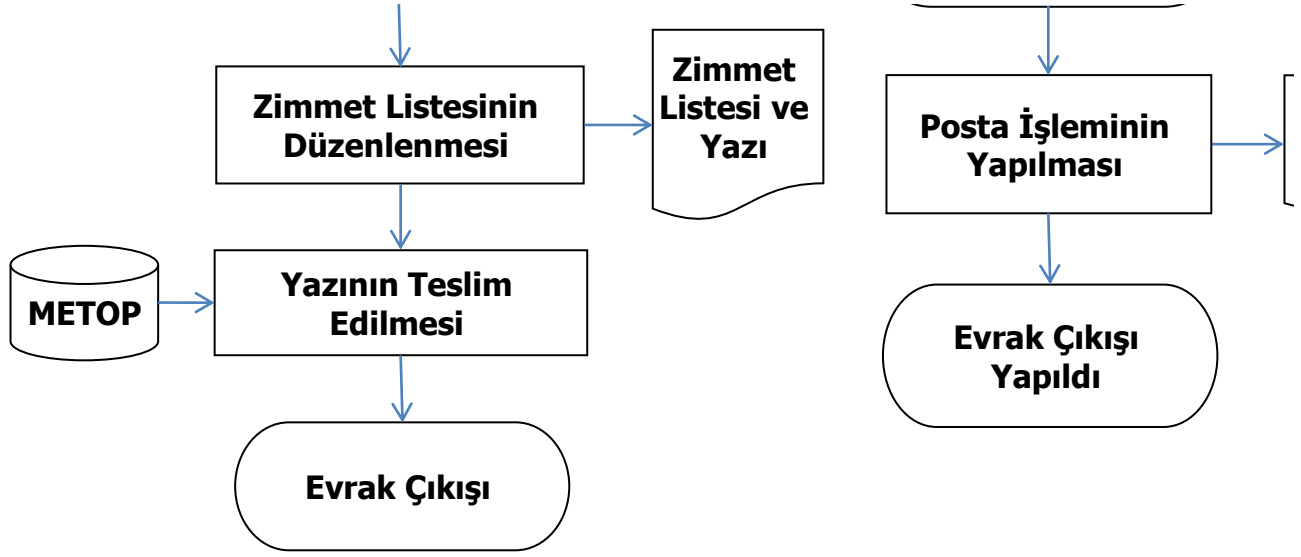 Zimmet Listesinin
Düzenlenmesi
Zimmet
Listesi ve
Yazı
METOP
Yazının Teslim
Edilmesi
Evrak Çıkışı
Posta İşleminin
Yapılması
Evrak Çıkışı
Yapıldı